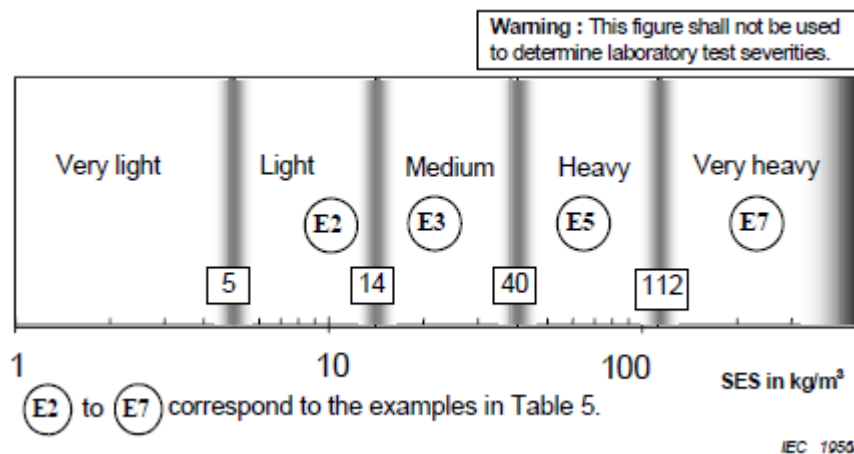 Warning : This figure shall not be used
to determine laboratory test severities.
Very light Light Medium Heavy Very heavy
E2 E3 E5 E7
5 14 40 112
1 10 100 SES in kg/m³
E2 to E7 correspond to the examples in Table 5.
IEC